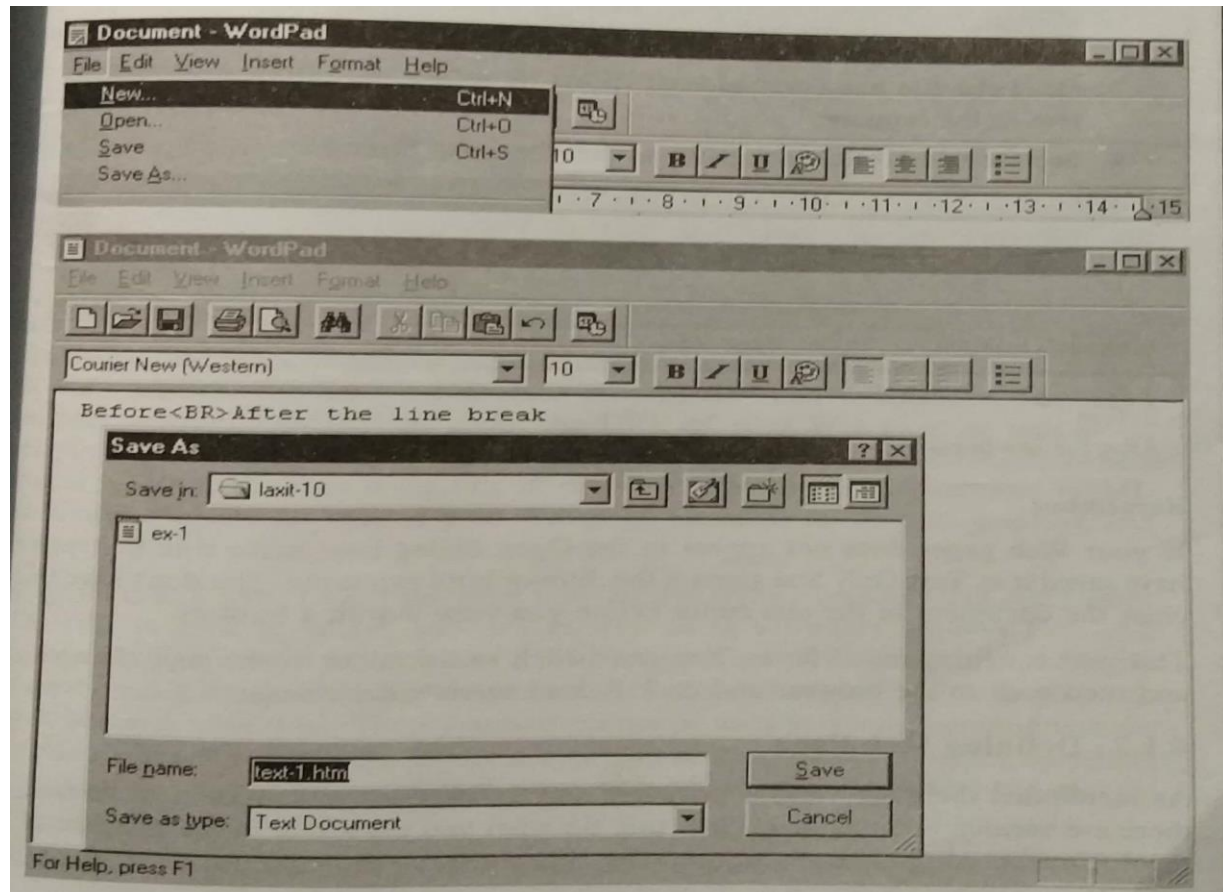 Document - WordPad
File Edit View Insert Format Help
New... Ctrl+N
Open... Ctrl+O
Save Ctrl+S
Save As...
10 B I U
7 8 9 10 11 12 13 14 15
Document - WordPad
File Edit View Insert Format Help
Courier New (Western) 10 B I U
Before<BR>After the line break
Save As
Save in: laxit-10
ex-1
File name: text-1.htm Save
Save as type: Text Document Cancel
For Help, press F1